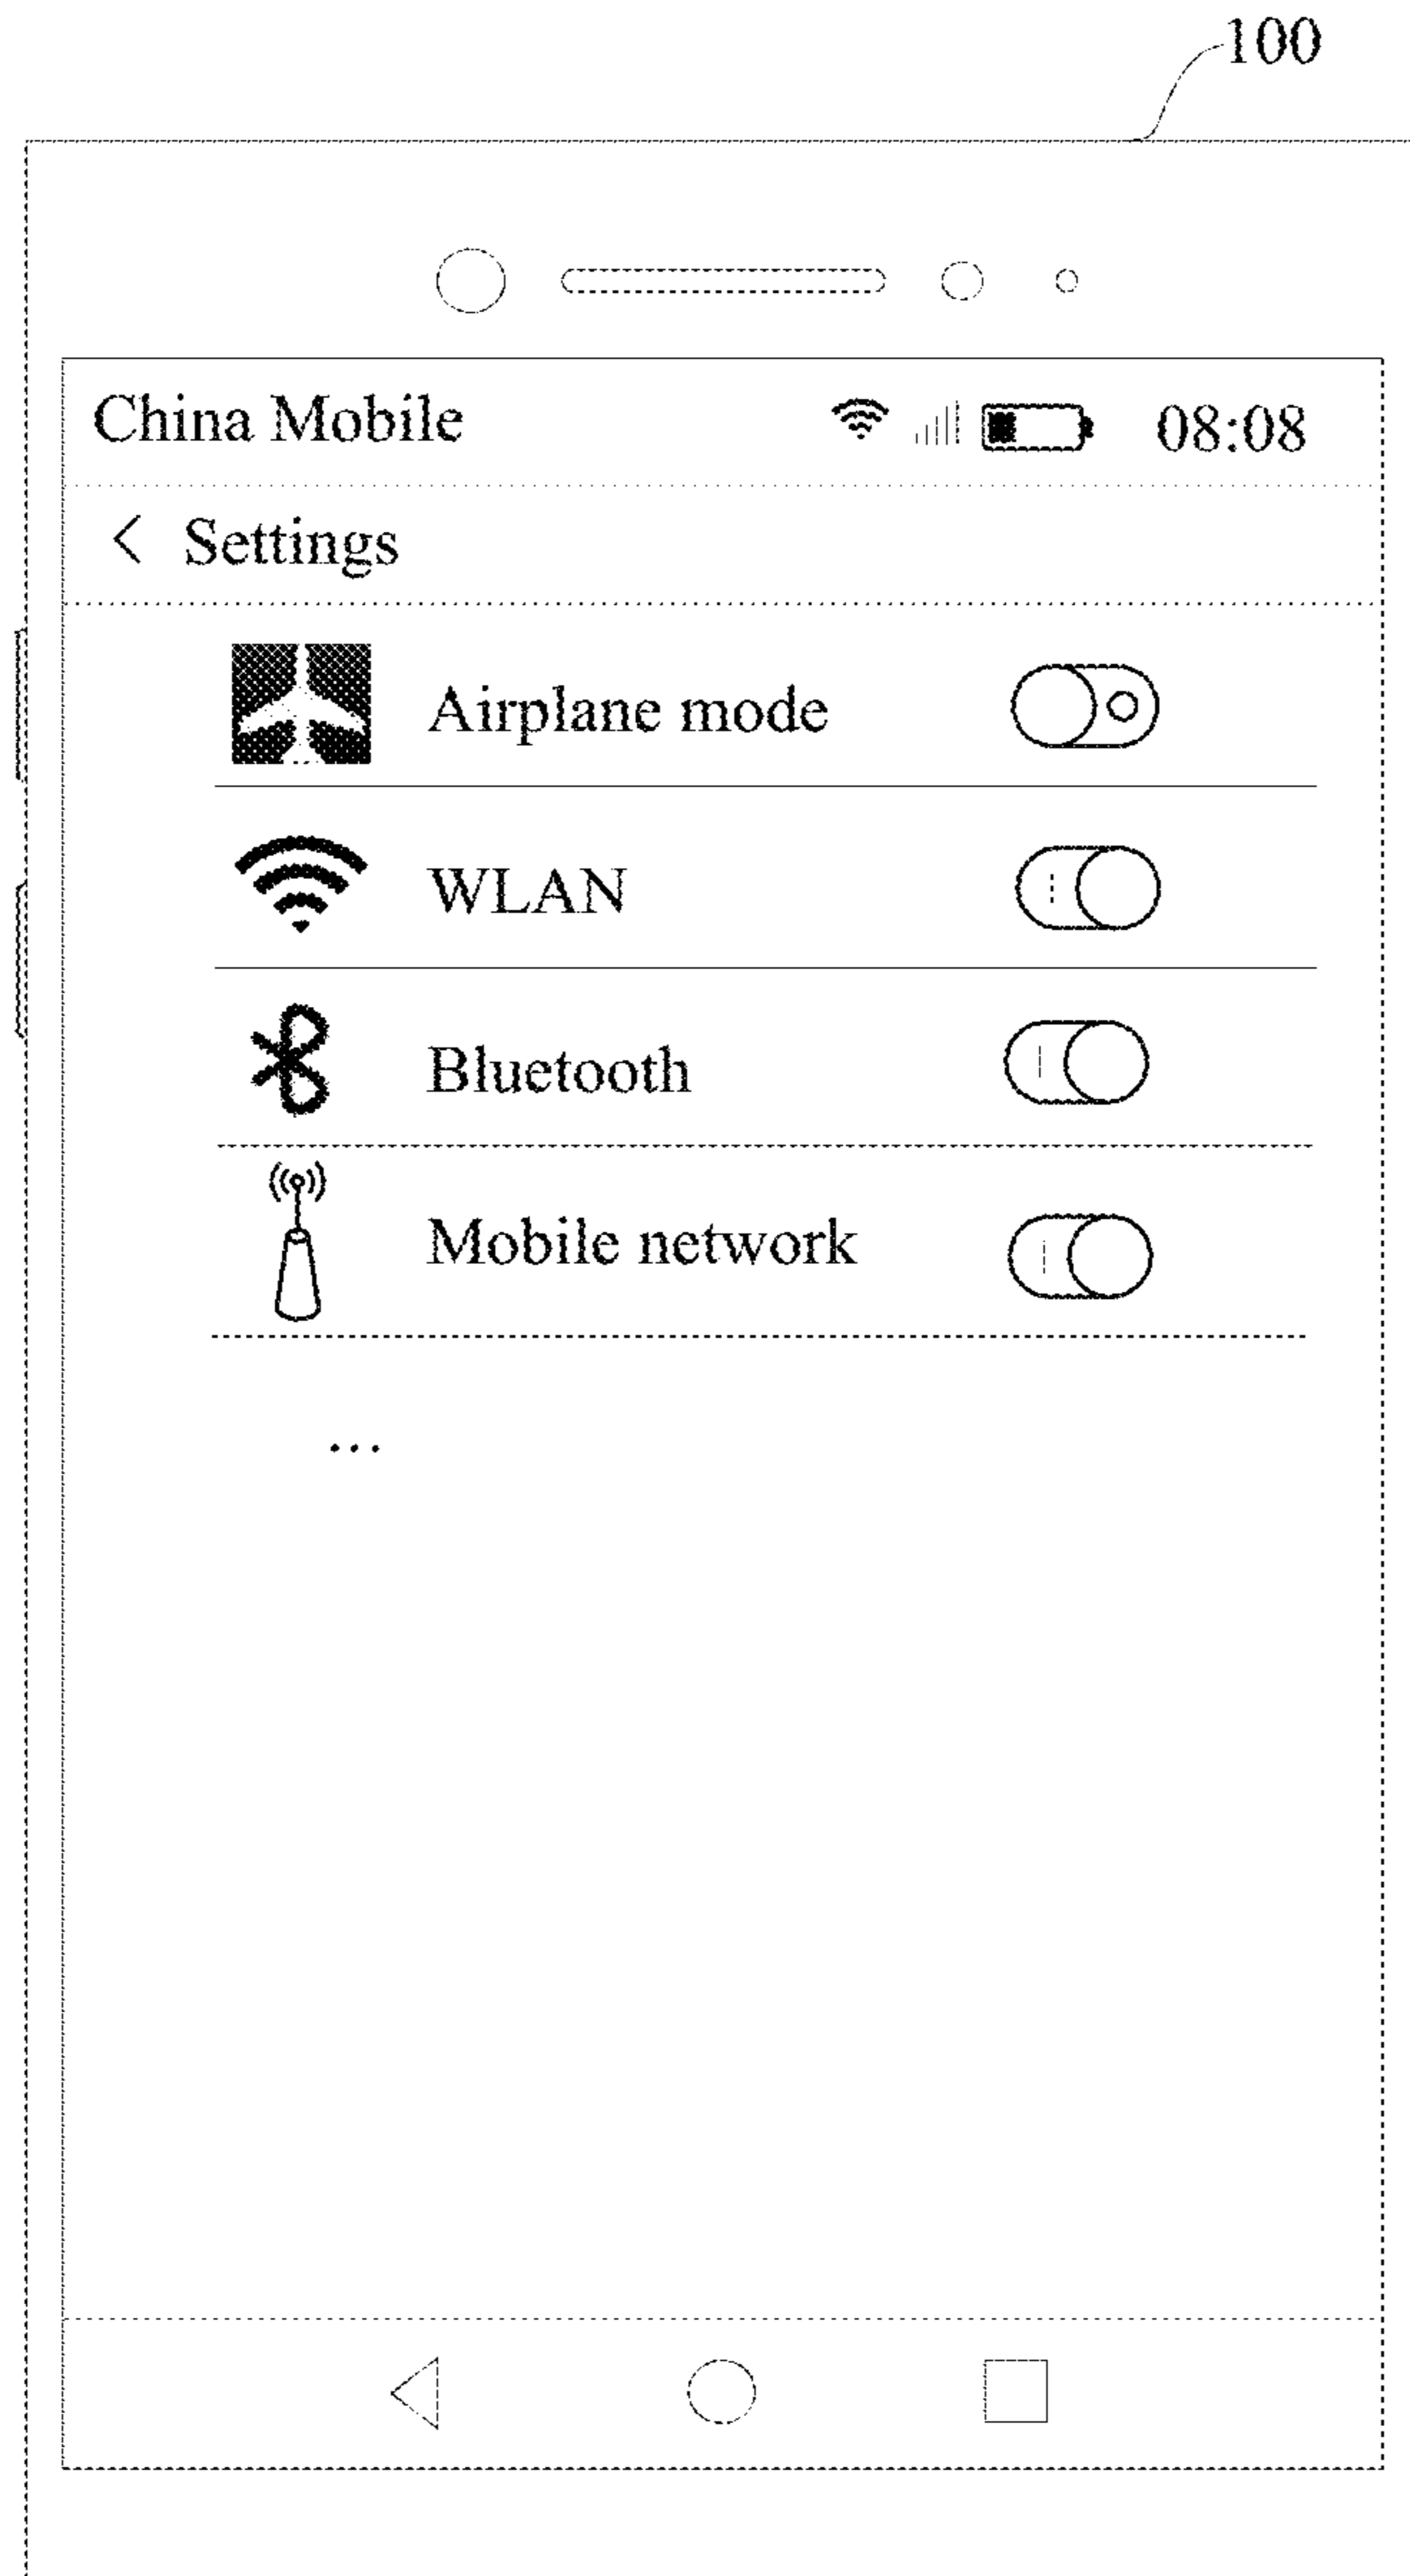 100
China Mobile 08:08
< Settings
Airplane mode
WLAN
Bluetooth
Mobile network
...